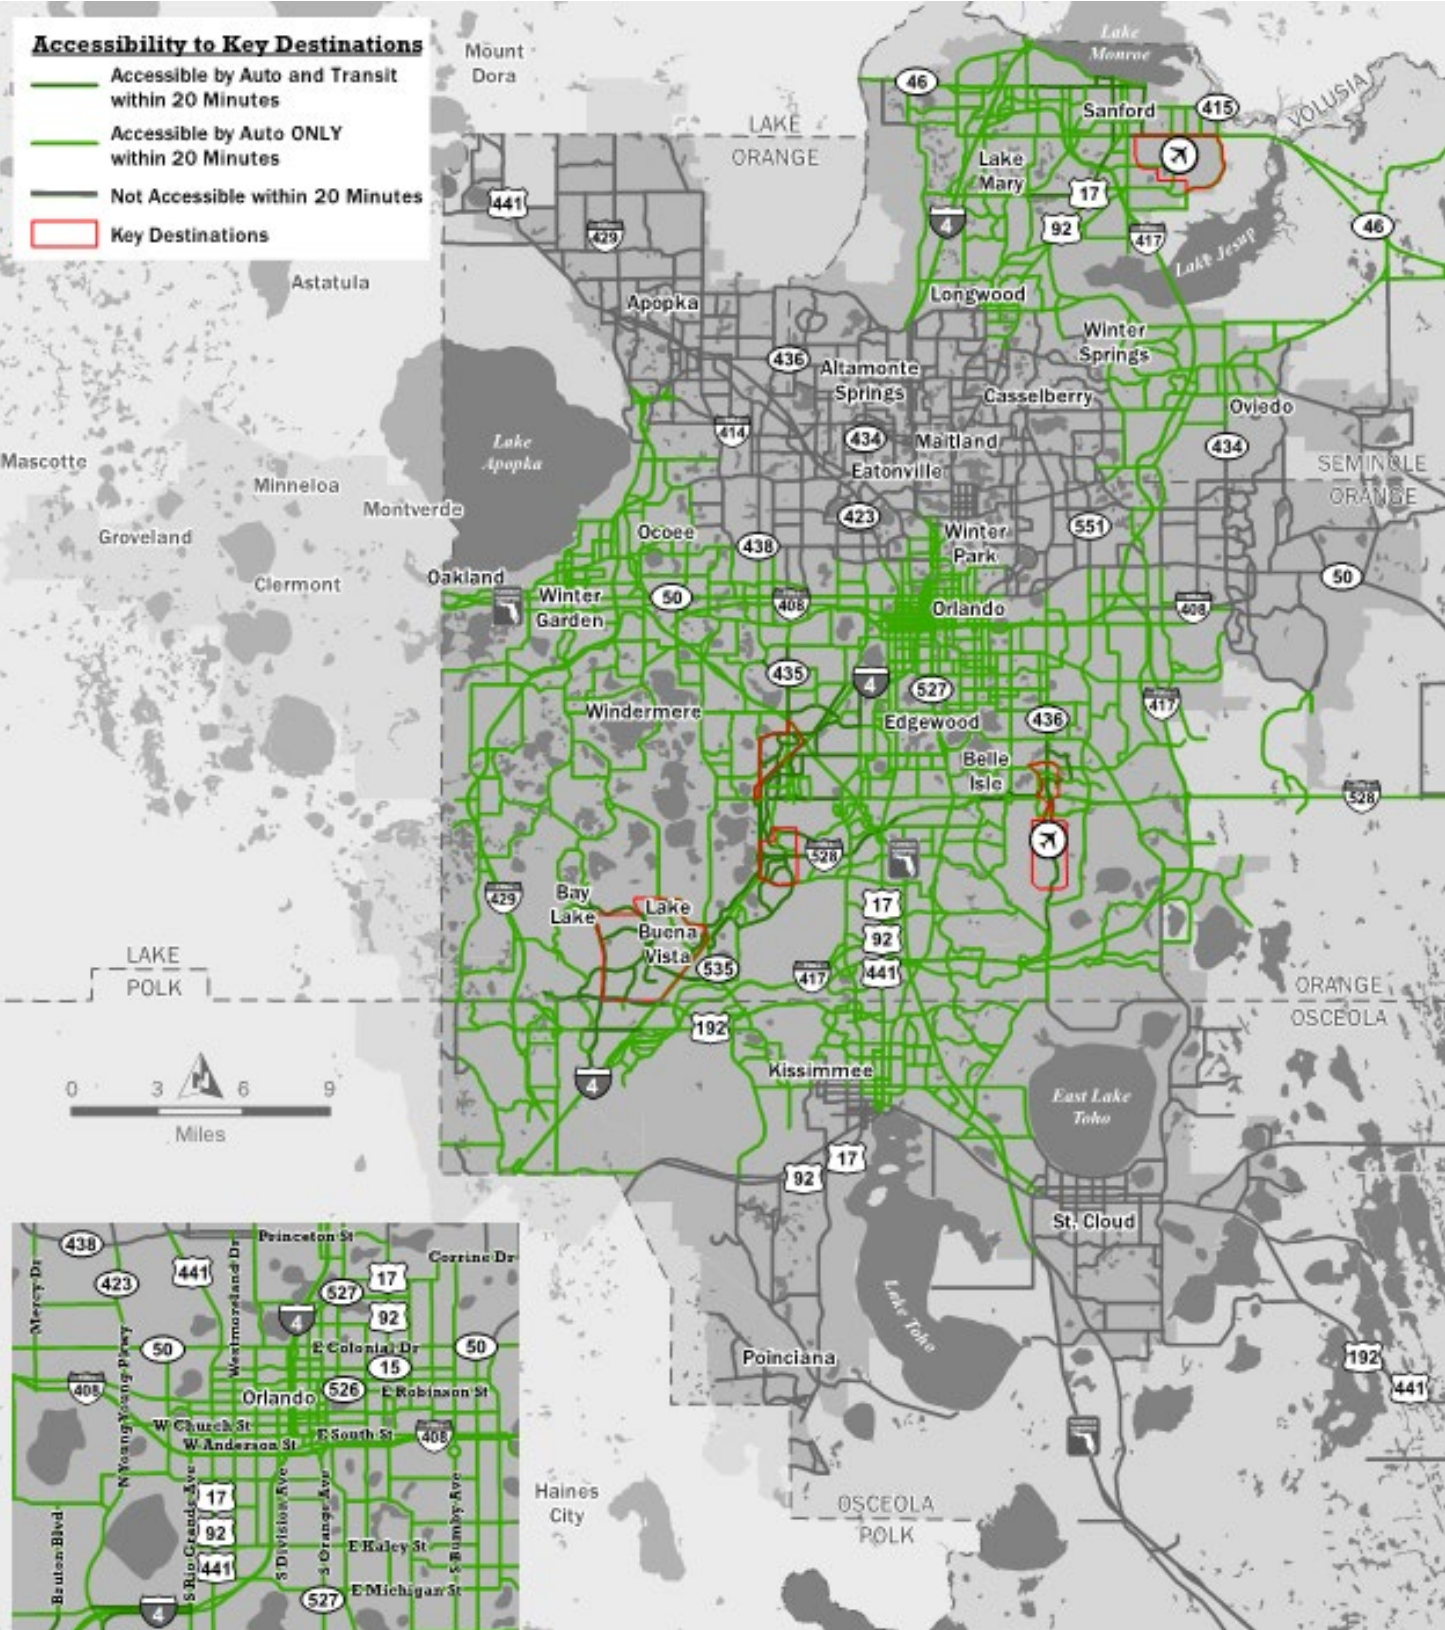 Accessibility to Key Destinations
Accessible by Auto and Transit
within 20 Minutes
Accessible by Auto ONLY
within 20 Minutes
Not Accessible within 20 Minutes
Key Destinations
Mount
Dora
Lake
Monroe
46
Sanford
415
VOLUSIA
LAKE
ORANGE
Lake
Mary
17
441
429
4
92
417
46
Lake Jesup
Astatula
Apopka
Longwood
Winter
Springs
436
Altamonte
Springs
Casselberry
Oviedo
414
434
Maitland
434
Lake
Apopka
Mascotte
Eatonville
SEMINOLE
ORANGE
Minneloa
Montverde
423
551
Groveland
Ocoee
438
Winter
Park
Clermont
Oakland
50
Winter
Garden
50
408
Orlando
408
435
4
527
417
Windermere
Edgewood
436
Belle
Isle
528
528
429
Bay
Lake
Lake
Buena
Vista
17
92
441
535
417
LAKE
POLK
ORANGE
OSCEOLA
192
4
Kissimmee
East Lake
Toho
0 3 6 9
Miles
17
92
St. Cloud
Lake Toho
Poinciana
192
441
Haines
City
OSCEOLA
POLK
438
Princeton St
Corrine Dr
441
423
Mercy Dr
Westmoreland Dr
527
17
4
92
50
E Colonial Dr
50
15
N Young Young Pkwy
408
Orlando
526
E Robinson St
W Church St
W Anderson St
E South St
408
17
92
441
S Rio Grande Ave
S Division Ave
S Orange Ave
S Bumby Ave
Bruton Blvd
E Kaley St
E Michigan St
527
4